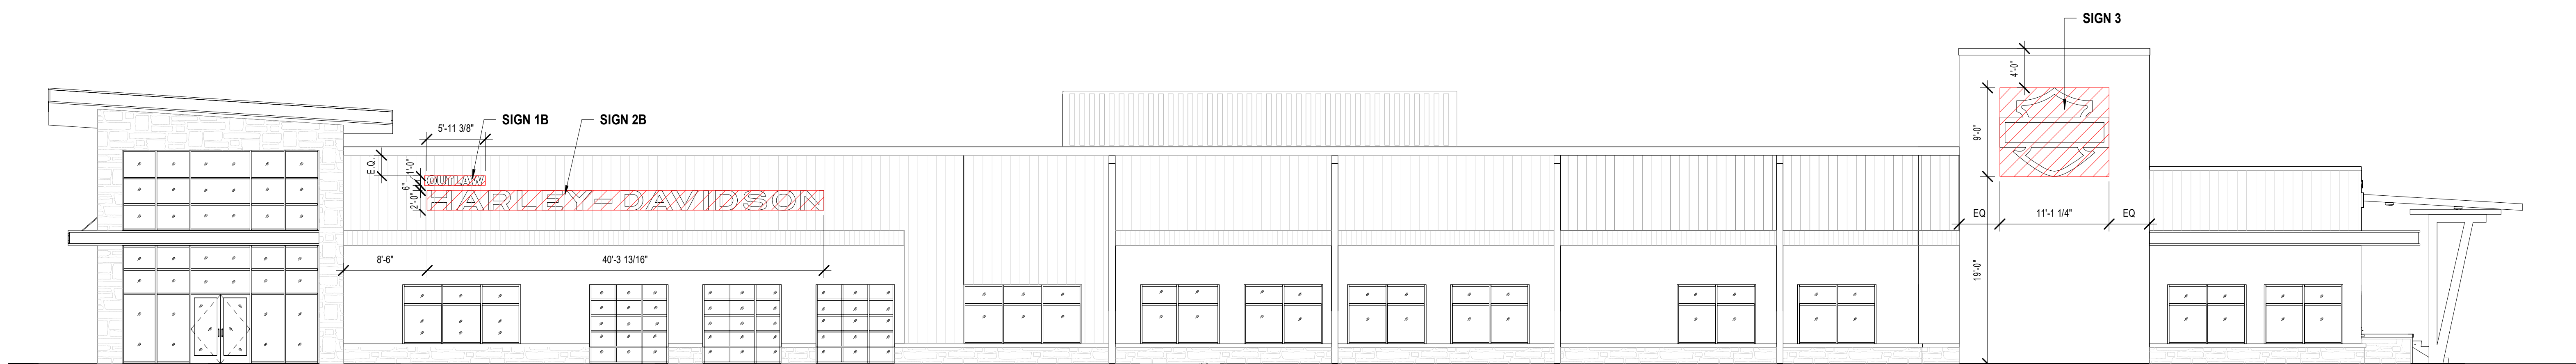 SIGN 3
4'-0"
9'-0"
SIGN 1B
SIGN 2B
5'-11 3/8"
EQ.
1'-0"
6"
2'-0"
OUTLAW
HARLEY-DAVIDSON
EQ
11'-1 1/4"
EQ
8'-6"
40'-3 13/16"
19'-0"